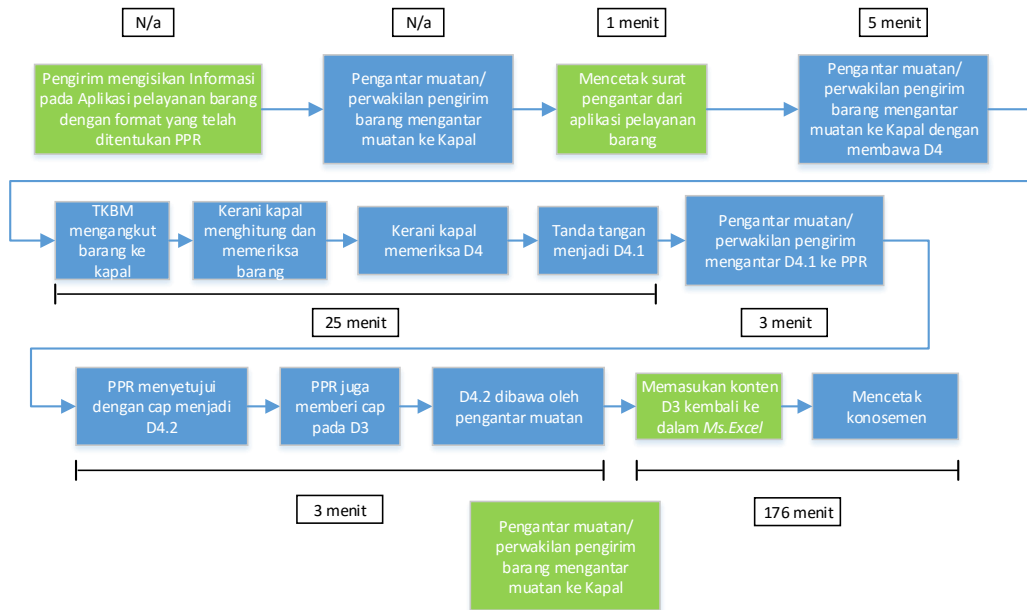 N/a
N/a
1 menit
5 menit
Pengirim mengisikan Informasi
pada Aplikasi pelayanan barang
dengan format yang telah
ditentukan PPR
Pengantar muatan/
perwakilan pengirim
barang mengantar
muatan ke Kapal
Mencetak surat
pengantar dari
aplikasi pelayanan
barang
Pengantar muatan/
perwakilan pengirim
barang mengantar
muatan ke Kapal dengan
membawa D4
TKBM
mengangkut
barang ke
kapal
Kerani kapal
menghitung dan
memeriksa
barang
Kerani kapal
memeriksa D4
Tanda tangan
menjadi D4.1
Pengantar muatan/
perwakilan pengirim
mengantar D4.1 ke PPR
25 menit
3 menit
PPR menyetujui
dengan cap menjadi
D4.2
PPR juga
memberi cap
pada D3
D4.2 dibawa oleh
pengantar muatan
Memasukan konten
D3 kembali ke
dalam Ms.Excel
Mencetak
konosemen
3 menit
176 menit
Pengantar muatan/
perwakilan pengirim
barang mengantar
muatan ke Kapal